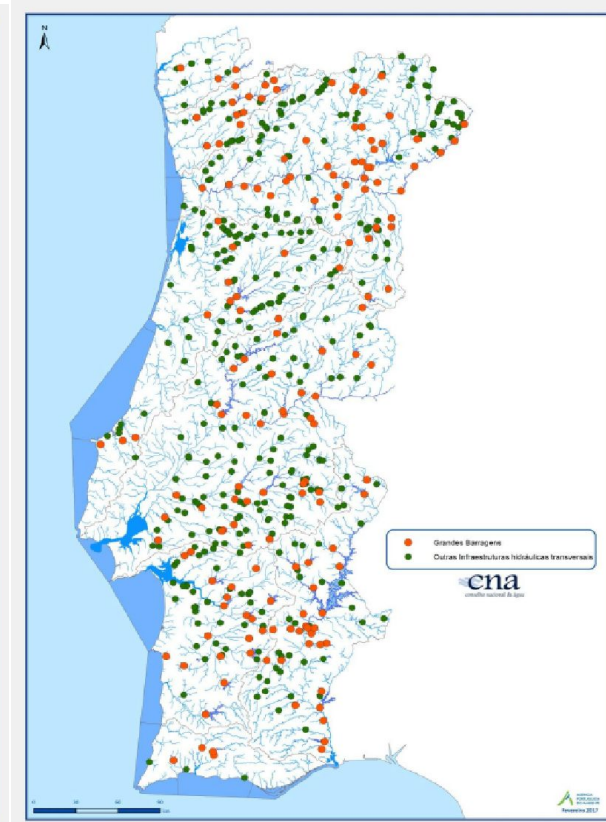 N
Grandes Barragens
Outras Infraestruturas hidráulicas transversais
cna
conselho nacional da água
Fevereiro 2017